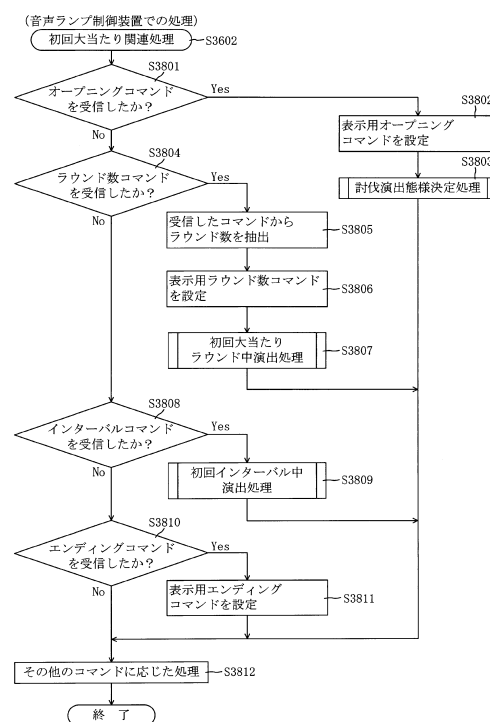 （音声ランプ制御装置での処理）
初回大当たり関連処理
S3602
S3801
オープニングコマンド
を受信したか？
Yes
No
S3802
表示用オープニング
コマンドを設定
S3803
討伐演出態様決定処理
S3804
ラウンド数コマンド
を受信したか？
Yes
No
受信したコマンドから
ラウンド数を抽出
S3805
表示用ラウンド数コマンド
を設定
S3806
初回大当たり
ラウンド中演出処理
S3807
S3808
インターバルコマンド
を受信したか？
Yes
No
初回インターバル中
演出処理
S3809
S3810
エンディングコマンド
を受信したか？
Yes
No
表示用エンディング
コマンドを設定
S3811
その他のコマンドに応じた処理
S3812
終 了